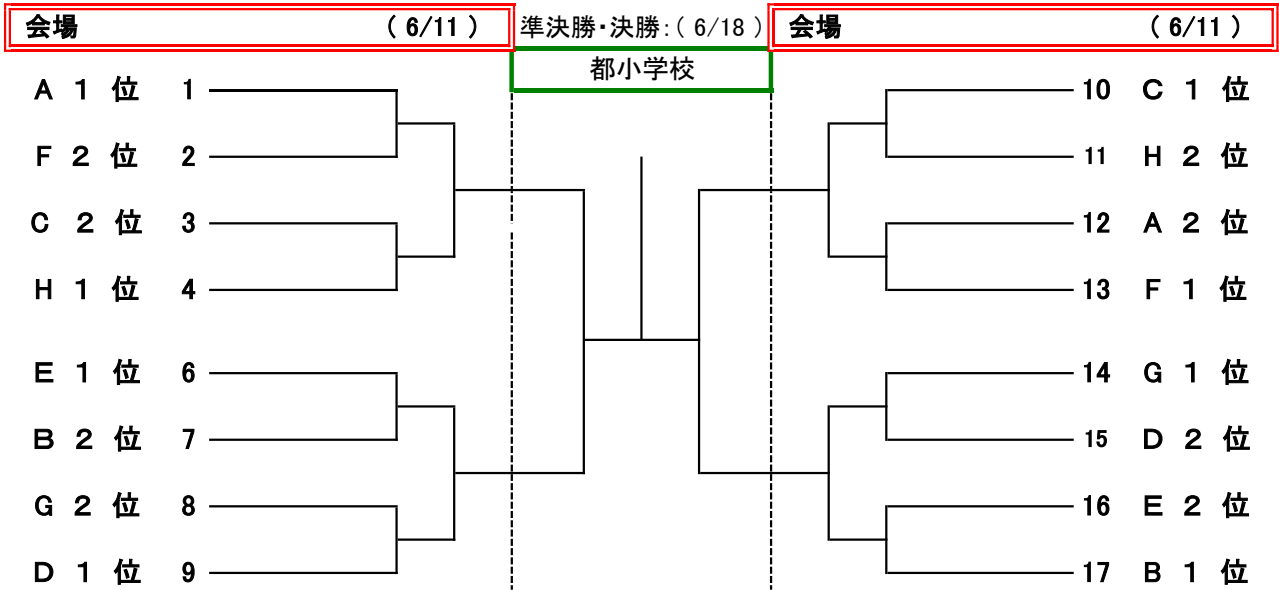 会場 （ 6/11 ） 準決勝・決勝：（ 6/18 ） 会場 （ 6/11 ）
都小学校
A 1 位 1 10 C 1 位
F 2 位 2 11 H 2 位
C 2 位 3 12 A 2 位
H 1 位 4 13 F 1 位
E 1 位 6 14 G 1 位
B 2 位 7 15 D 2 位
G 2 位 8 16 E 2 位
D 1 位 9 17 B 1 位